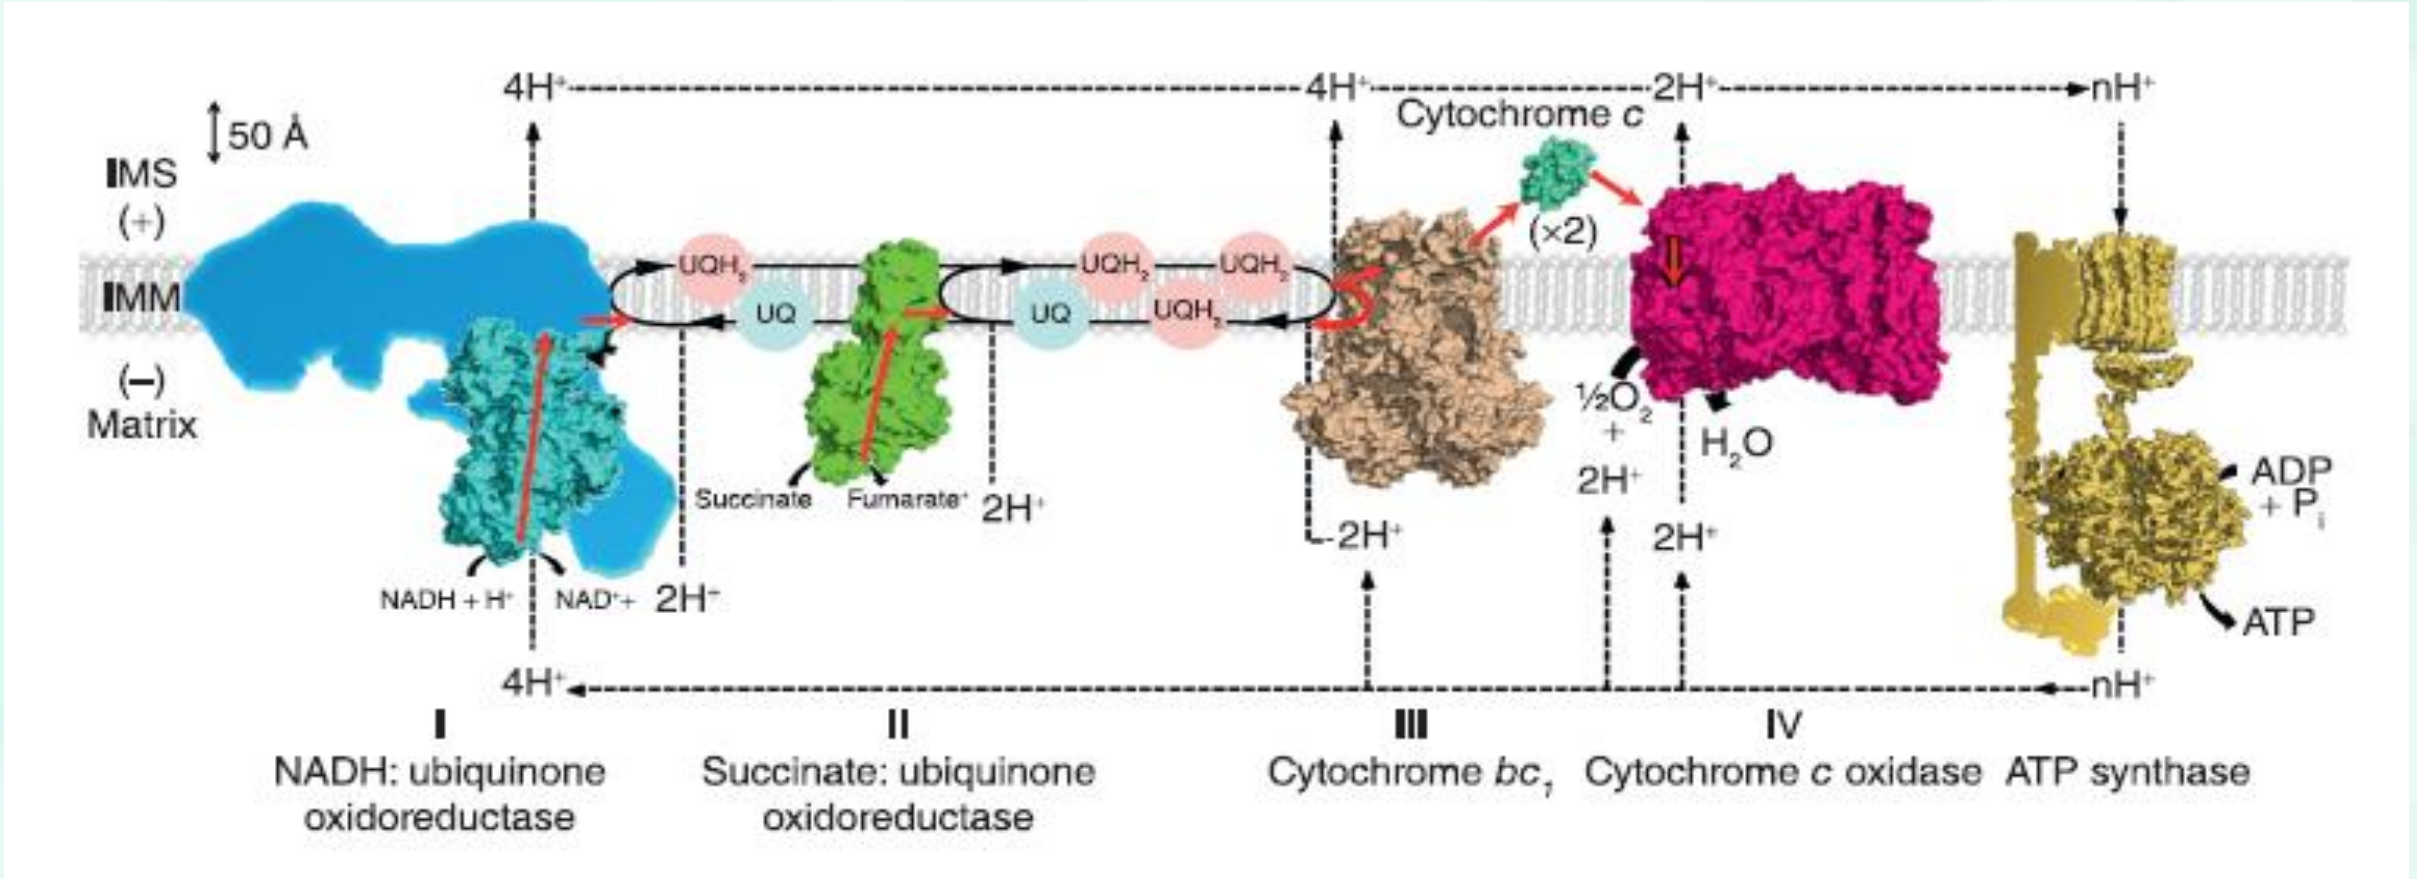 4H⁺
4H⁺
2H⁺
nH⁺
Cytochrome c
50 Å
IMS
(+)
IMM
(–)
Matrix
UQH₂
UQ
UQH₂
UQH₂
UQ
UQH₂
(×2)
½O₂
+
2H⁺
H₂O
Succinate
Fumarate⁺
2H⁺
-2H⁺
2H⁺
ADP
+ Pᵢ
ATP
NADH + H⁺
NAD⁺+
2H⁺
4H⁺
nH⁺
I
II
III
IV
NADH: ubiquinone
oxidoreductase
Succinate: ubiquinone
oxidoreductase
Cytochrome bc₁
Cytochrome c oxidase
ATP synthase